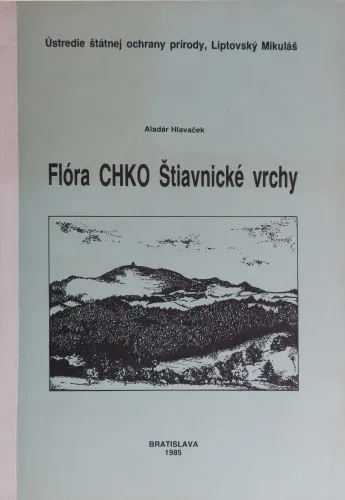 Ústredie štátnej ochrany prírody, Liptovský Mikuláš
Aladár Hlavaček
Flóra CHKO Štiavnické vrchy
BRATISLAVA
1985